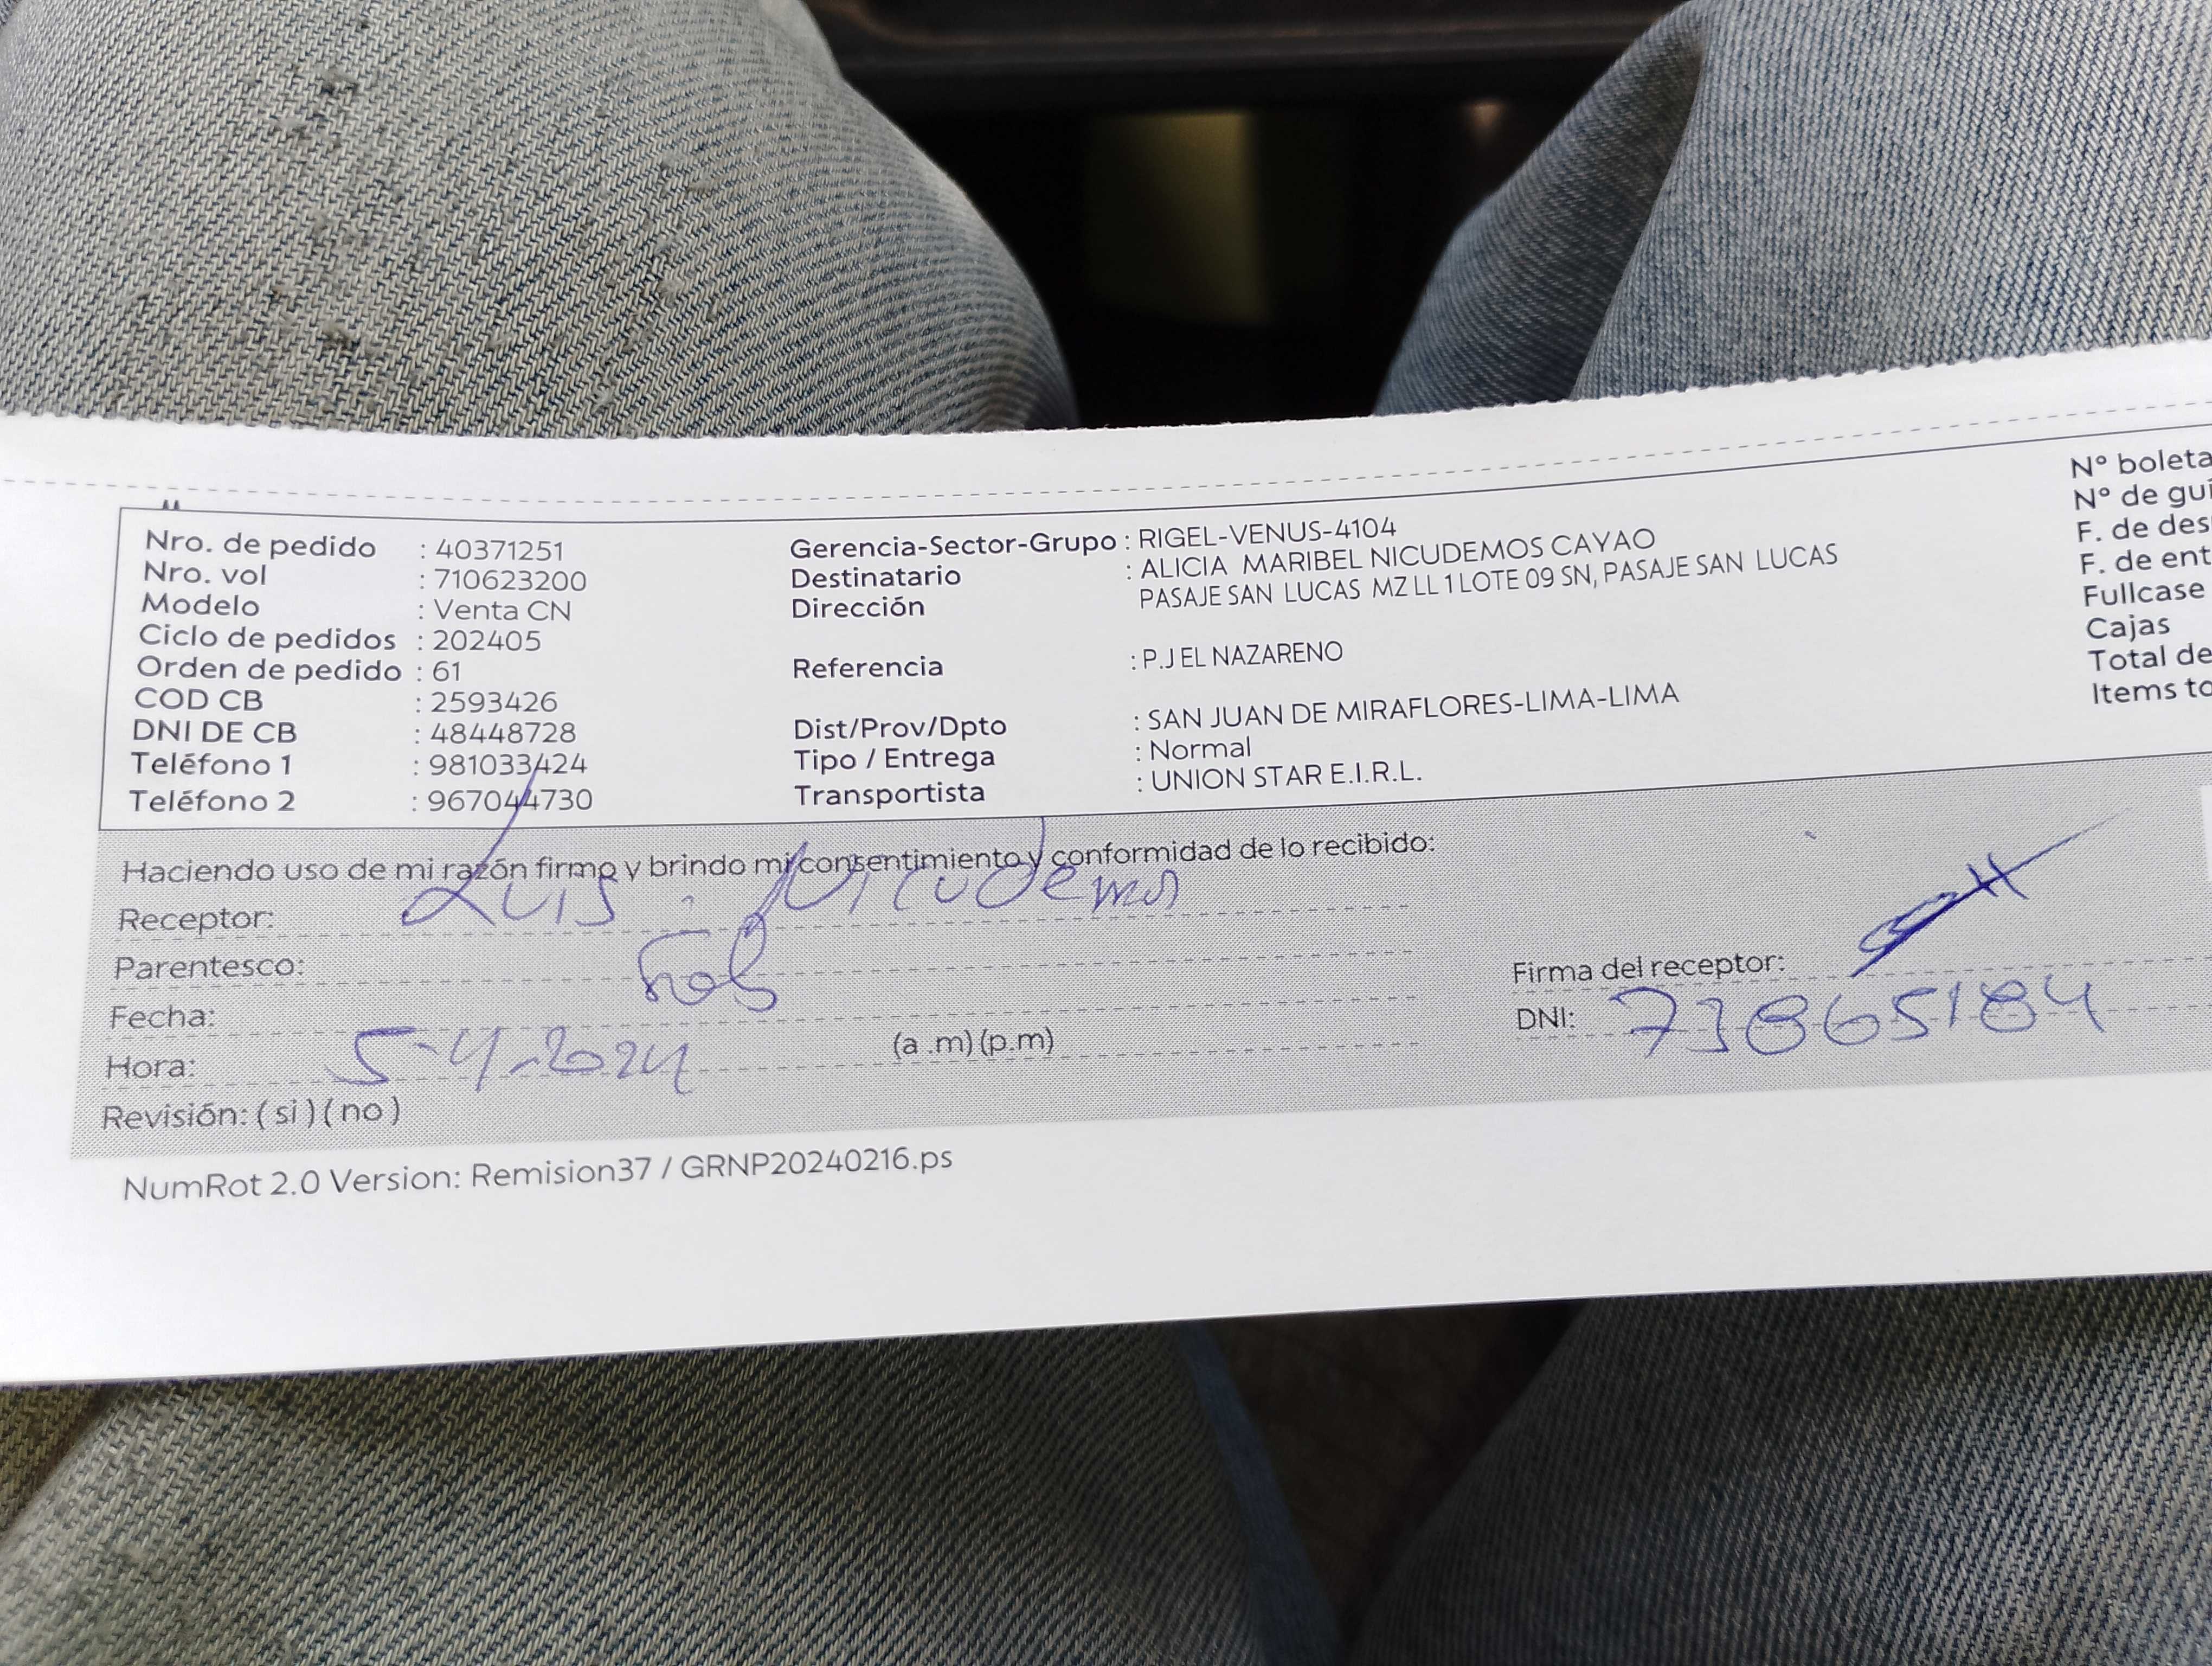 Nro. de pedido : 40371251
Nro. vol : 710623200
Modelo : Venta CN
Ciclo de pedidos : 202405
Orden de pedido : 61
COD CB : 2593426
DNI DE CB : 48448728
Teléfono 1 : 981033424
Teléfono 2 : 967044730
Gerencia-Sector-Grupo : RIGEL-VENUS-4104
Destinatario : ALICIA MARIBEL NICUDEMOS CAYAO
Dirección PASAJE SAN LUCAS MZ LL 1 LOTE 09 SN, PASAJE SAN LUCAS
Referencia : P.J EL NAZARENO
Dist/Prov/Dpto : SAN JUAN DE MIRAFLORES-LIMA-LIMA
Tipo / Entrega : Normal
Transportista : UNION STAR E.I.R.L.
N° boleta
N° de guí
F. de des
F. de ent
Fullcase
Cajas
Total de
Items to
Haciendo uso de mi razón firmo y brindo mi consentimiento y conformidad de lo recibido:
Receptor: Luis Nicudemos
Parentesco:
Fecha:
Hora: 5-4-2024 (a .m) (p.m)
Revisión: ( si ) ( no )
Firma del receptor:
DNI: 73865184
NumRot 2.0 Version: Remision37 / GRNP20240216.ps